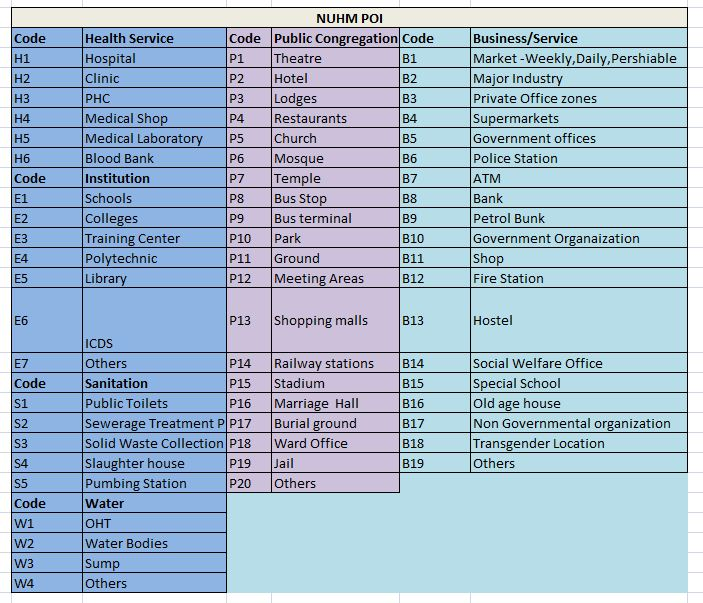 NUHM POI
Code Health Service Code Public Congregation Code Business/Service
H1 Hospital P1 Theatre B1 Market -Weekly,Daily,Pershiable
H2 Clinic P2 Hotel B2 Major Industry
H3 PHC P3 Lodges B3 Private Office zones
H4 Medical Shop P4 Restaurants B4 Supermarkets
H5 Medical Laboratory P5 Church B5 Government offices
H6 Blood Bank P6 Mosque B6 Police Station
Code Institution P7 Temple B7 ATM
E1 Schools P8 Bus Stop B8 Bank
E2 Colleges P9 Bus terminal B9 Petrol Bunk
E3 Training Center P10 Park B10 Government Organaization
E4 Polytechnic P11 Ground B11 Shop
E5 Library P12 Meeting Areas B12 Fire Station
E6 ICDS P13 Shopping malls B13 Hostel
E7 Others P14 Railway stations B14 Social Welfare Office
Code Sanitation P15 Stadium B15 Special School
S1 Public Toilets P16 Marriage Hall B16 Old age house
S2 Sewerage Treatment P P17 Burial ground B17 Non Governmental organization
S3 Solid Waste Collection P18 Ward Office B18 Transgender Location
S4 Slaughter house P19 Jail B19 Others
S5 Pumbing Station P20 Others
Code Water
W1 OHT
W2 Water Bodies
W3 Sump
W4 Others